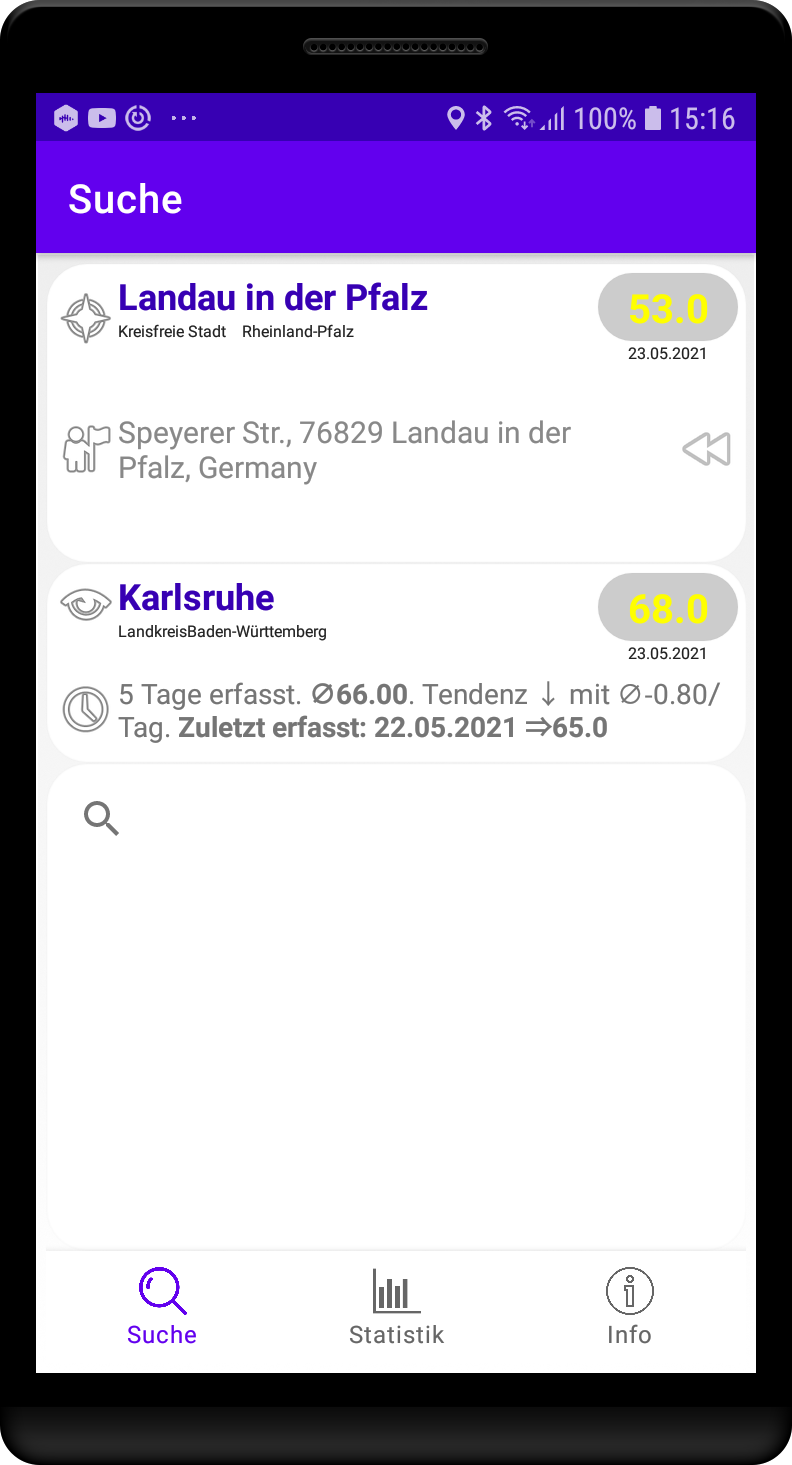 100% 15:16
Suche
Landau in der Pfalz
53.0
Kreisfreie Stadt Rheinland-Pfalz
23.05.2021
Speyerer Str., 76829 Landau in der
Pfalz, Germany
Karlsruhe
68.0
LandkreisBaden-Württemberg
23.05.2021
5 Tage erfasst. ∅66.00. Tendenz ↓ mit ∅-0.80/
Tag. Zuletzt erfasst: 22.05.2021 ⇒65.0
Suche
Statistik
Info